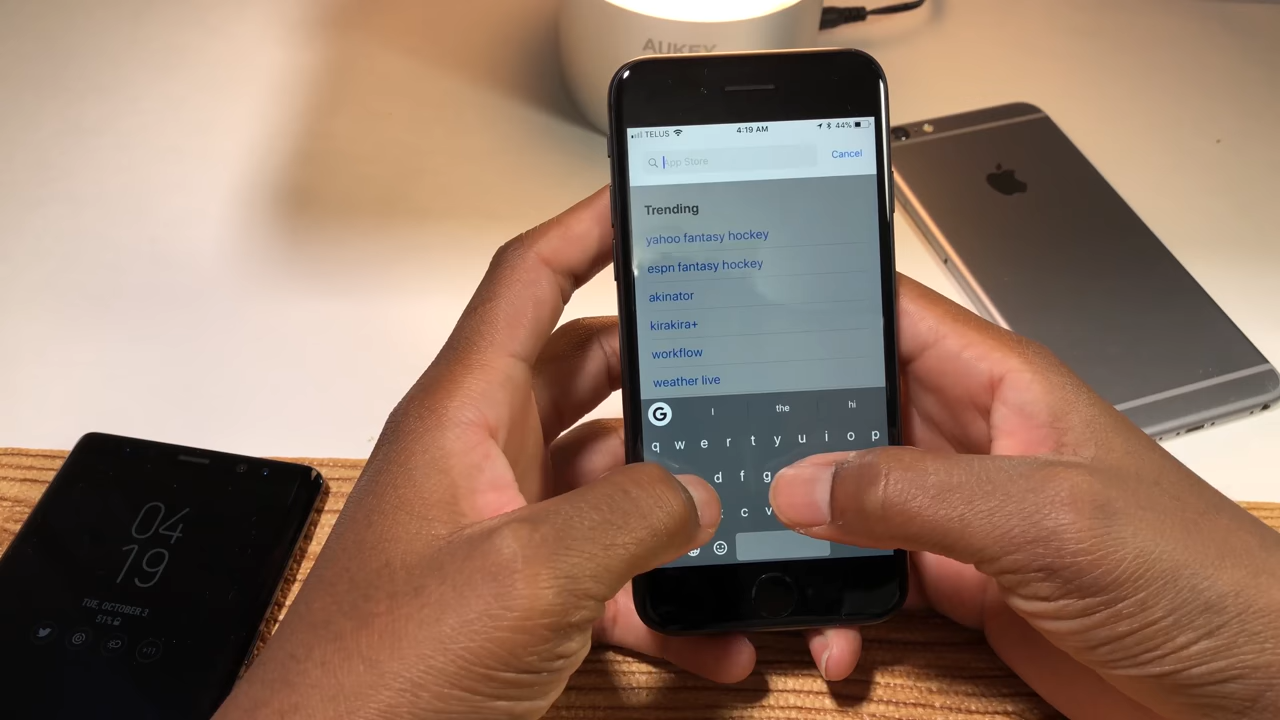 AUKEY
TELUS 4:19 AM 44%
App Store Cancel
Trending
yahoo fantasy hockey
espn fantasy hockey
akinator
kirakira+
workflow
weather live
G I the hi
q w e r t y u i o p
d f g
c v
04
19
TUE, OCTOBER 3
51%
+11